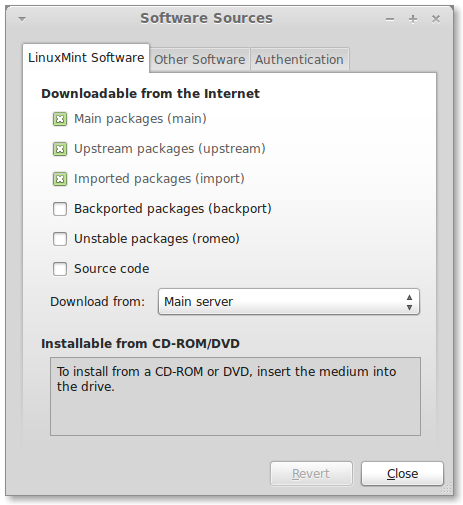 Software Sources
LinuxMint Software
Other Software
Authentication
Downloadable from the Internet
Main packages (main)
Upstream packages (upstream)
Imported packages (import)
Backported packages (backport)
Unstable packages (romeo)
Source code
Download from: Main server
Installable from CD-ROM/DVD
To install from a CD-ROM or DVD, insert the medium into
the drive.
Revert
Close